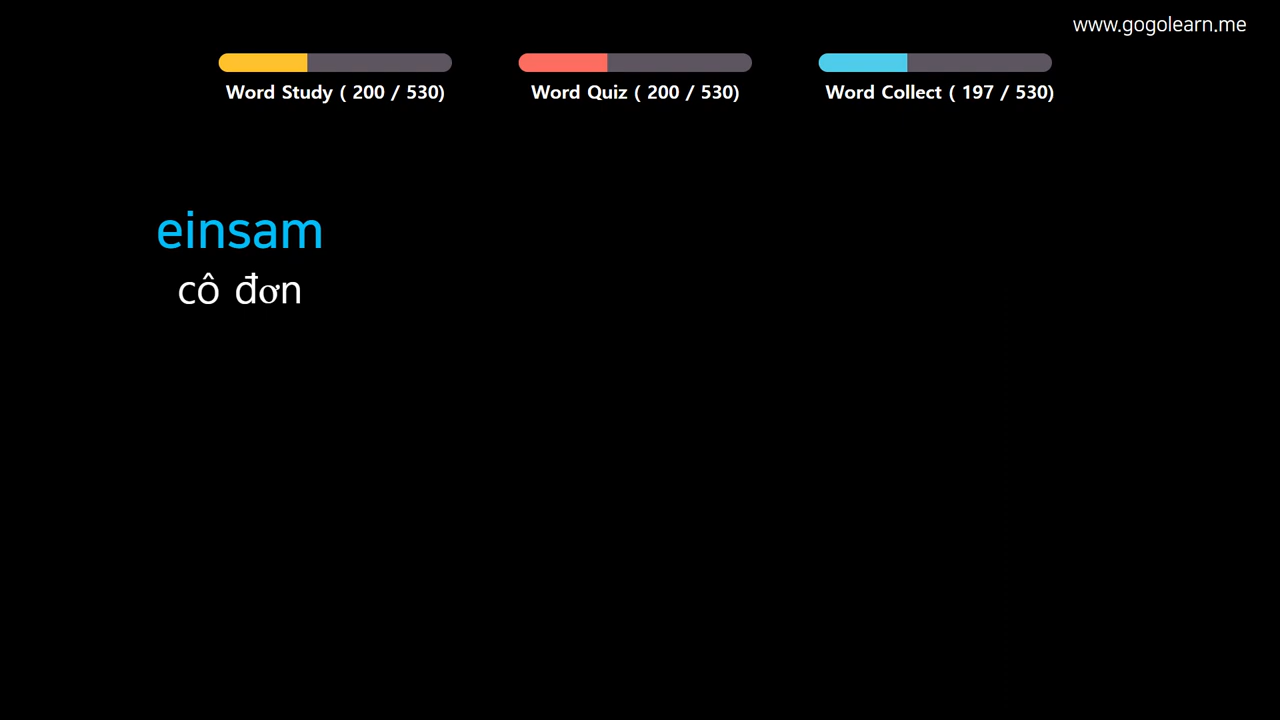 www.gogolearn.me
Word Study ( 200 / 530)
Word Quiz ( 200 / 530)
Word Collect ( 197 / 530)
einsam
cô đơn